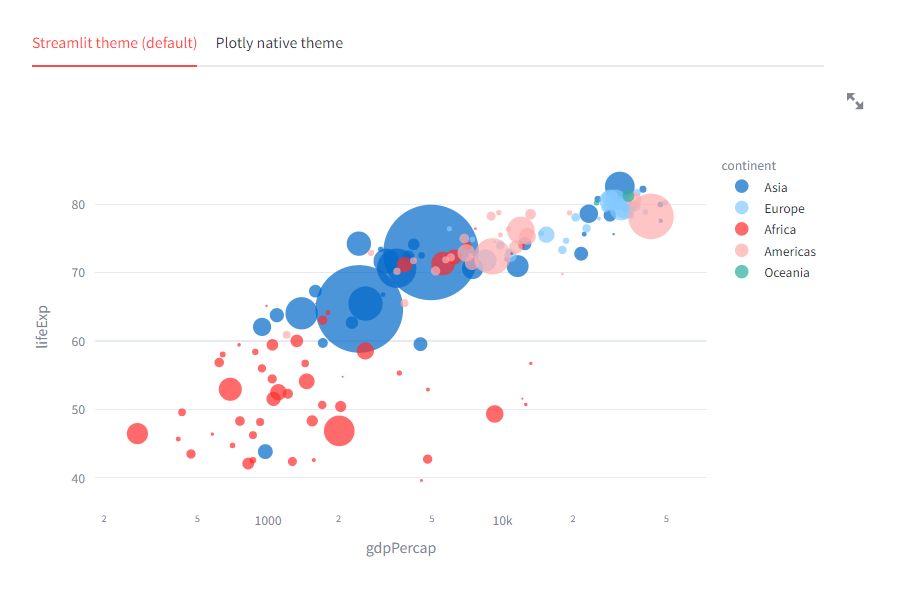 Streamlit theme (default) Plotly native theme
continent
Asia
Europe
Africa
Americas
Oceania
80
70
60
50
40
lifeExp
2 5 1000 2 5 10k 2 5
gdpPercap